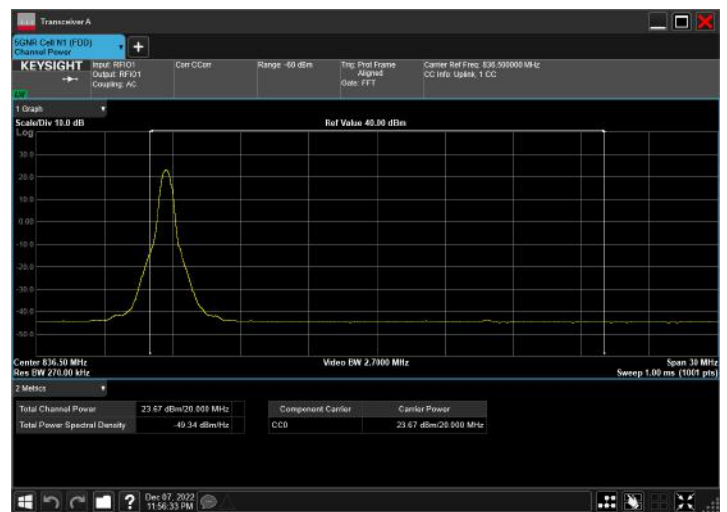 Transceiver A
5GNR Cell N1 (FDD)
Channel Power
+
KEYSIGHT
Input: RFIO1
Output: RFIO1
Coupling: AC
Corr CCorr
Range: -60 dBm
Trig: Prot Frame
Aligned
Gate: FFT
Carrier Ref Freq: 836.500000 MHz
CC Info: Uplink, 1 CC
1 Graph
Scale/Div 10.0 dB
Ref Value 40.00 dBm
Log
30.0
20.0
10.0
0.00
-10.0
-20.0
-30.0
-40.0
-50.0
Center 836.50 MHz
Video BW 2.7000 MHz
Span 30 MHz
Res BW 270.00 kHz
Sweep 1.00 ms (1001 pts)
2 Metrics
Total Channel Power 23.67 dBm/20.000 MHz
Total Power Spectral Density -49.34 dBm/Hz
Component Carrier Carrier Power
CC0 23.67 dBm/20.000 MHz
?
Dec 07, 2022
11:56:33 PM